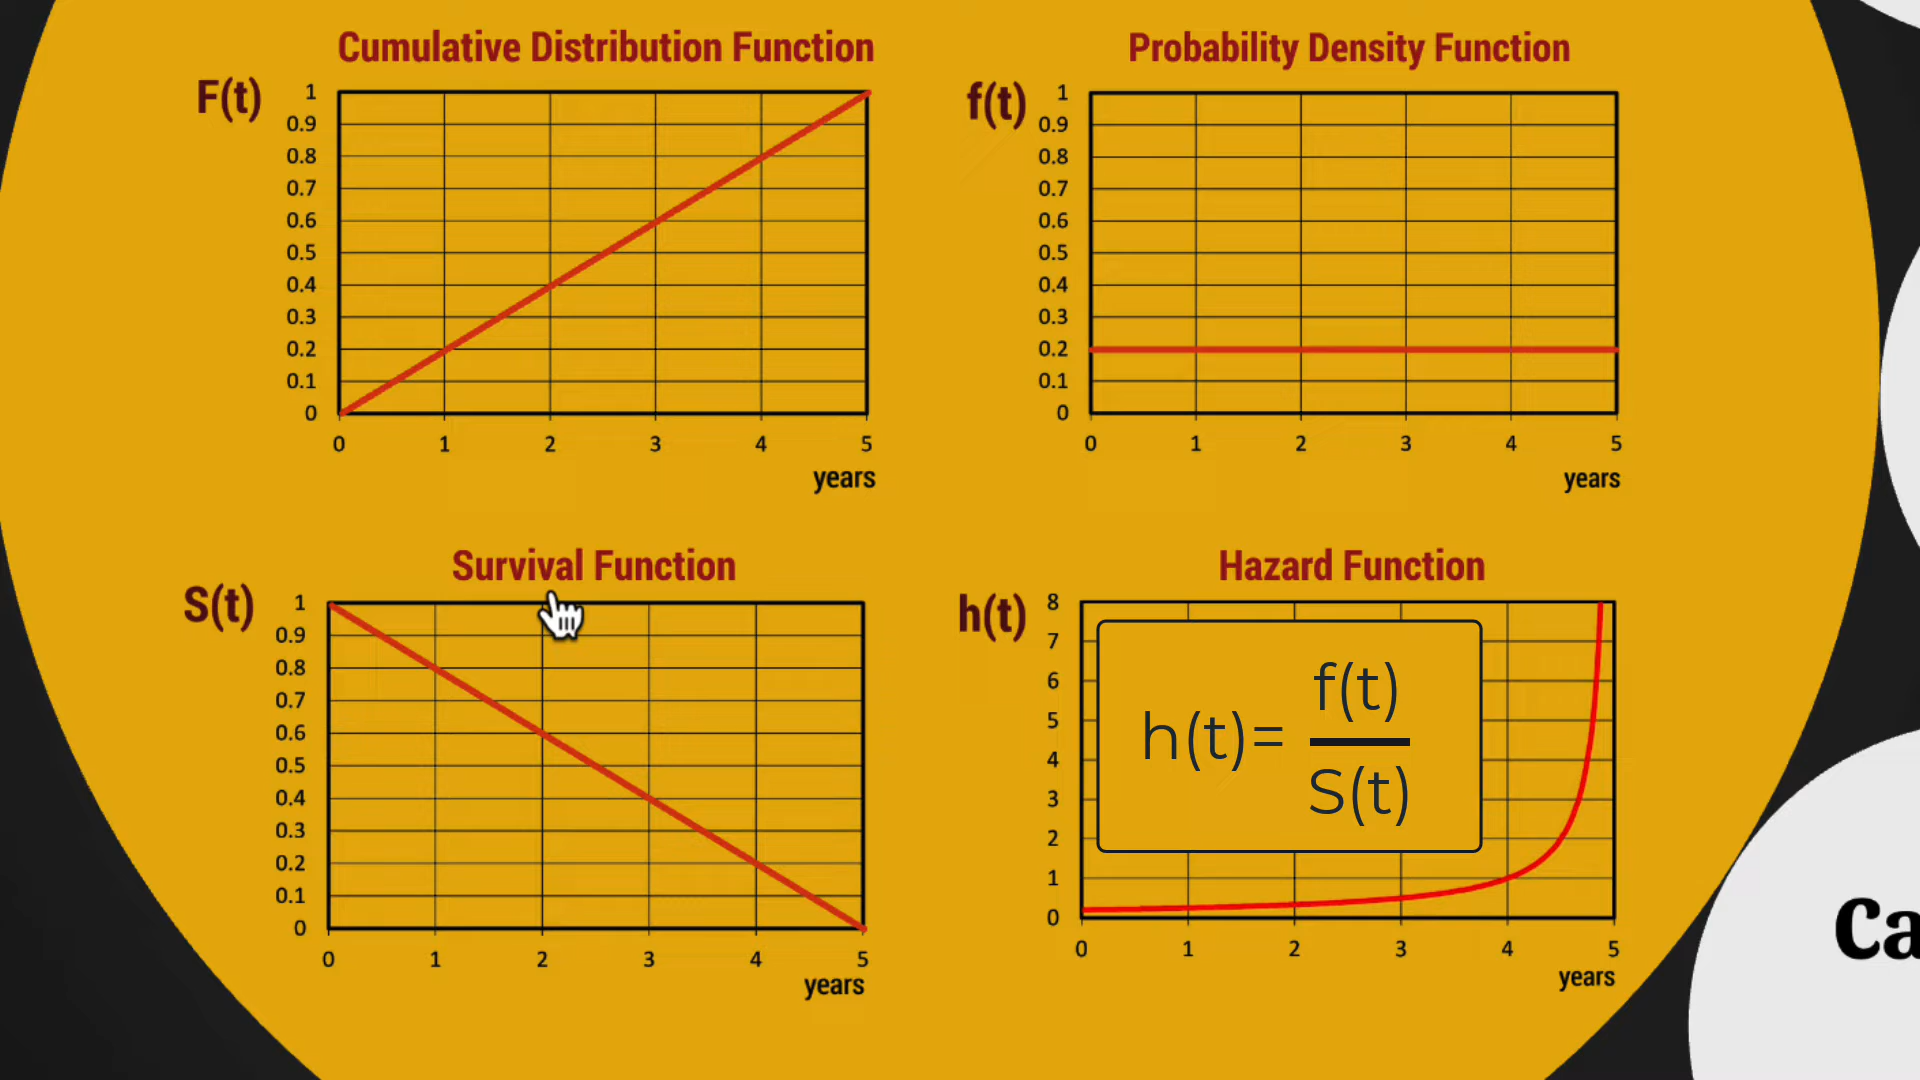 Cumulative Distribution Function
F(t)
1
0.9
0.8
0.7
0.6
0.5
0.4
0.3
0.2
0.1
0
0 1 2 3 4 5
years
Probability Density Function
f(t)
1
0.9
0.8
0.7
0.6
0.5
0.4
0.3
0.2
0.1
0
0 1 2 3 4 5
years
Survival Function
S(t)
1
0.9
0.8
0.7
0.6
0.5
0.4
0.3
0.2
0.1
0
0 1 2 3 4 5
years
Hazard Function
h(t)
8
7
6
5
4
3
2
1
0
h(t)= f(t)
S(t)
0 1 2 3 4 5
years
Ca